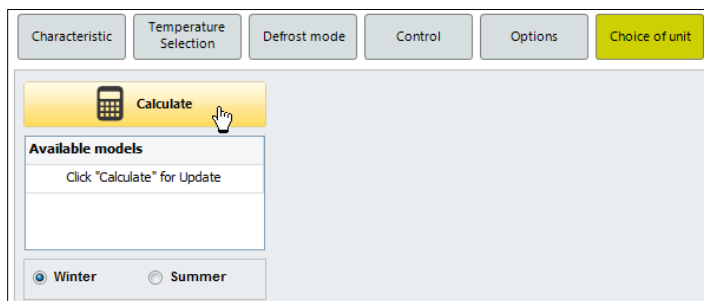 Characteristic
Temperature
Selection
Defrost mode
Control
Options
Choice of unit
Calculate
Available models
Click "Calculate" for Update
Winter
Summer